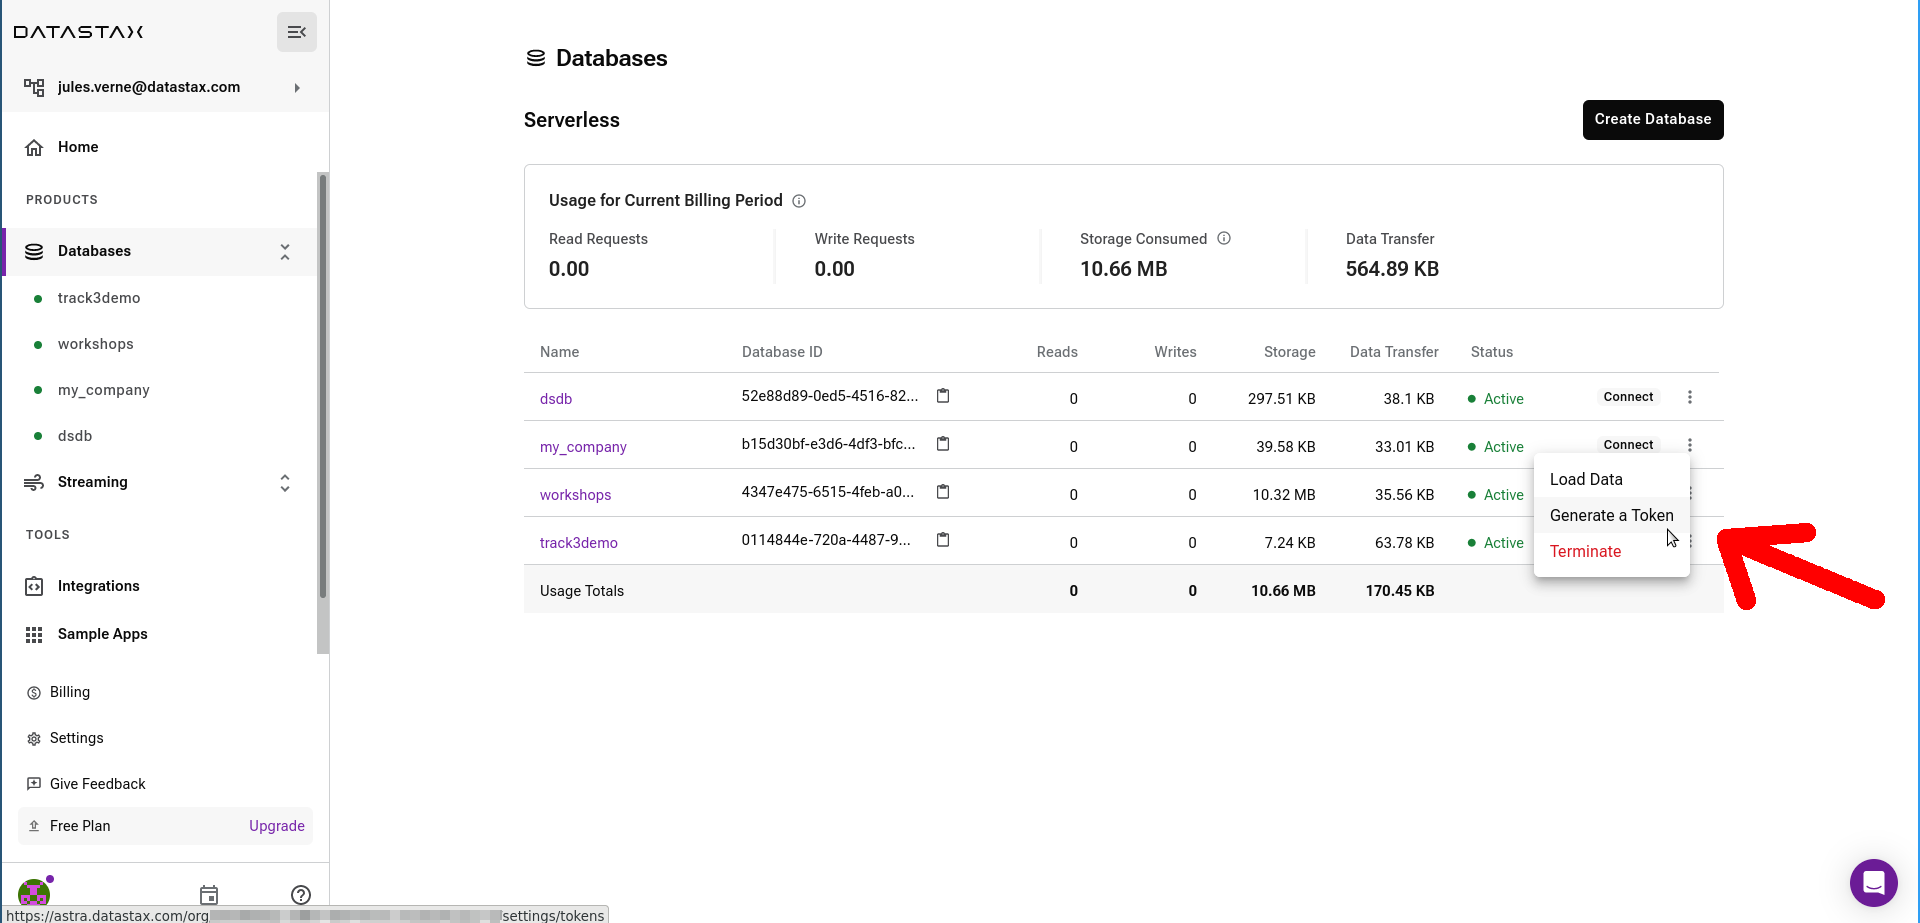 DATASTAX
jules.verne@datastax.com
Home
PRODUCTS
Databases
track3demo
workshops
my_company
dsdb
Streaming
TOOLS
Integrations
Sample Apps
Billing
Settings
Give Feedback
Free Plan Upgrade
https://astra.datastax.com/org /settings/tokens
Databases
Serverless
Create Database
Usage for Current Billing Period
Read Requests Write Requests Storage Consumed Data Transfer
0.00 0.00 10.66 MB 564.89 KB
Name Database ID Reads Writes Storage Data Transfer Status
dsdb 52e88d89-0ed5-4516-82... 0 0 297.51 KB 38.1 KB Active Connect
my_company b15d30bf-e3d6-4df3-bfc... 0 0 39.58 KB 33.01 KB Active Connect
workshops 4347e475-6515-4feb-a0... 0 0 10.32 MB 35.56 KB Active
track3demo 0114844e-720a-4487-9... 0 0 7.24 KB 63.78 KB Active
Usage Totals 0 0 10.66 MB 170.45 KB
Load Data
Generate a Token
Terminate